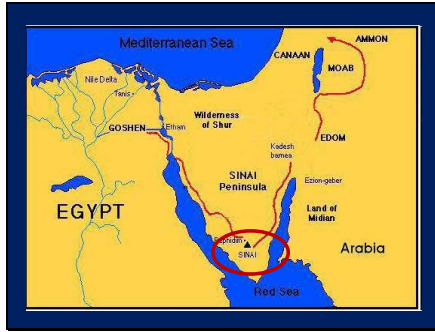 Mediterranean Sea
AMMON
CANAAN
MOAB
Nile Delta
Tanis
Wilderness
of Shur
GOSHEN
Etham
EDOM
Kadesh
barnea
SINAI
Peninsula
Ezion-geber
EGYPT
Land of
Midian
Rephidim
SINAI
Arabia
Red Sea